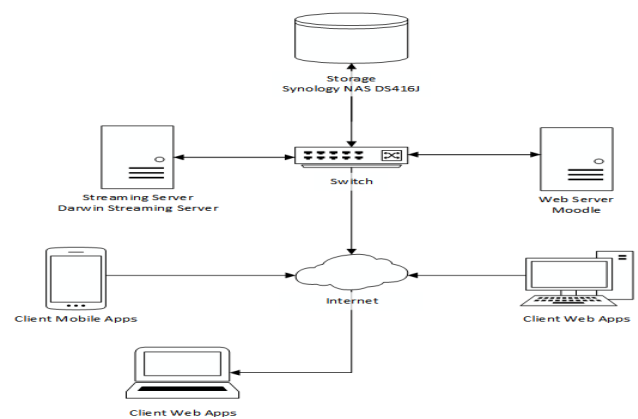 Storage
Synology NAS DS416J
Switch
Streaming Server
Darwin Streaming Server
Web Server
Moodle
Internet
Client Mobile Apps
Client Web Apps
Client Web Apps